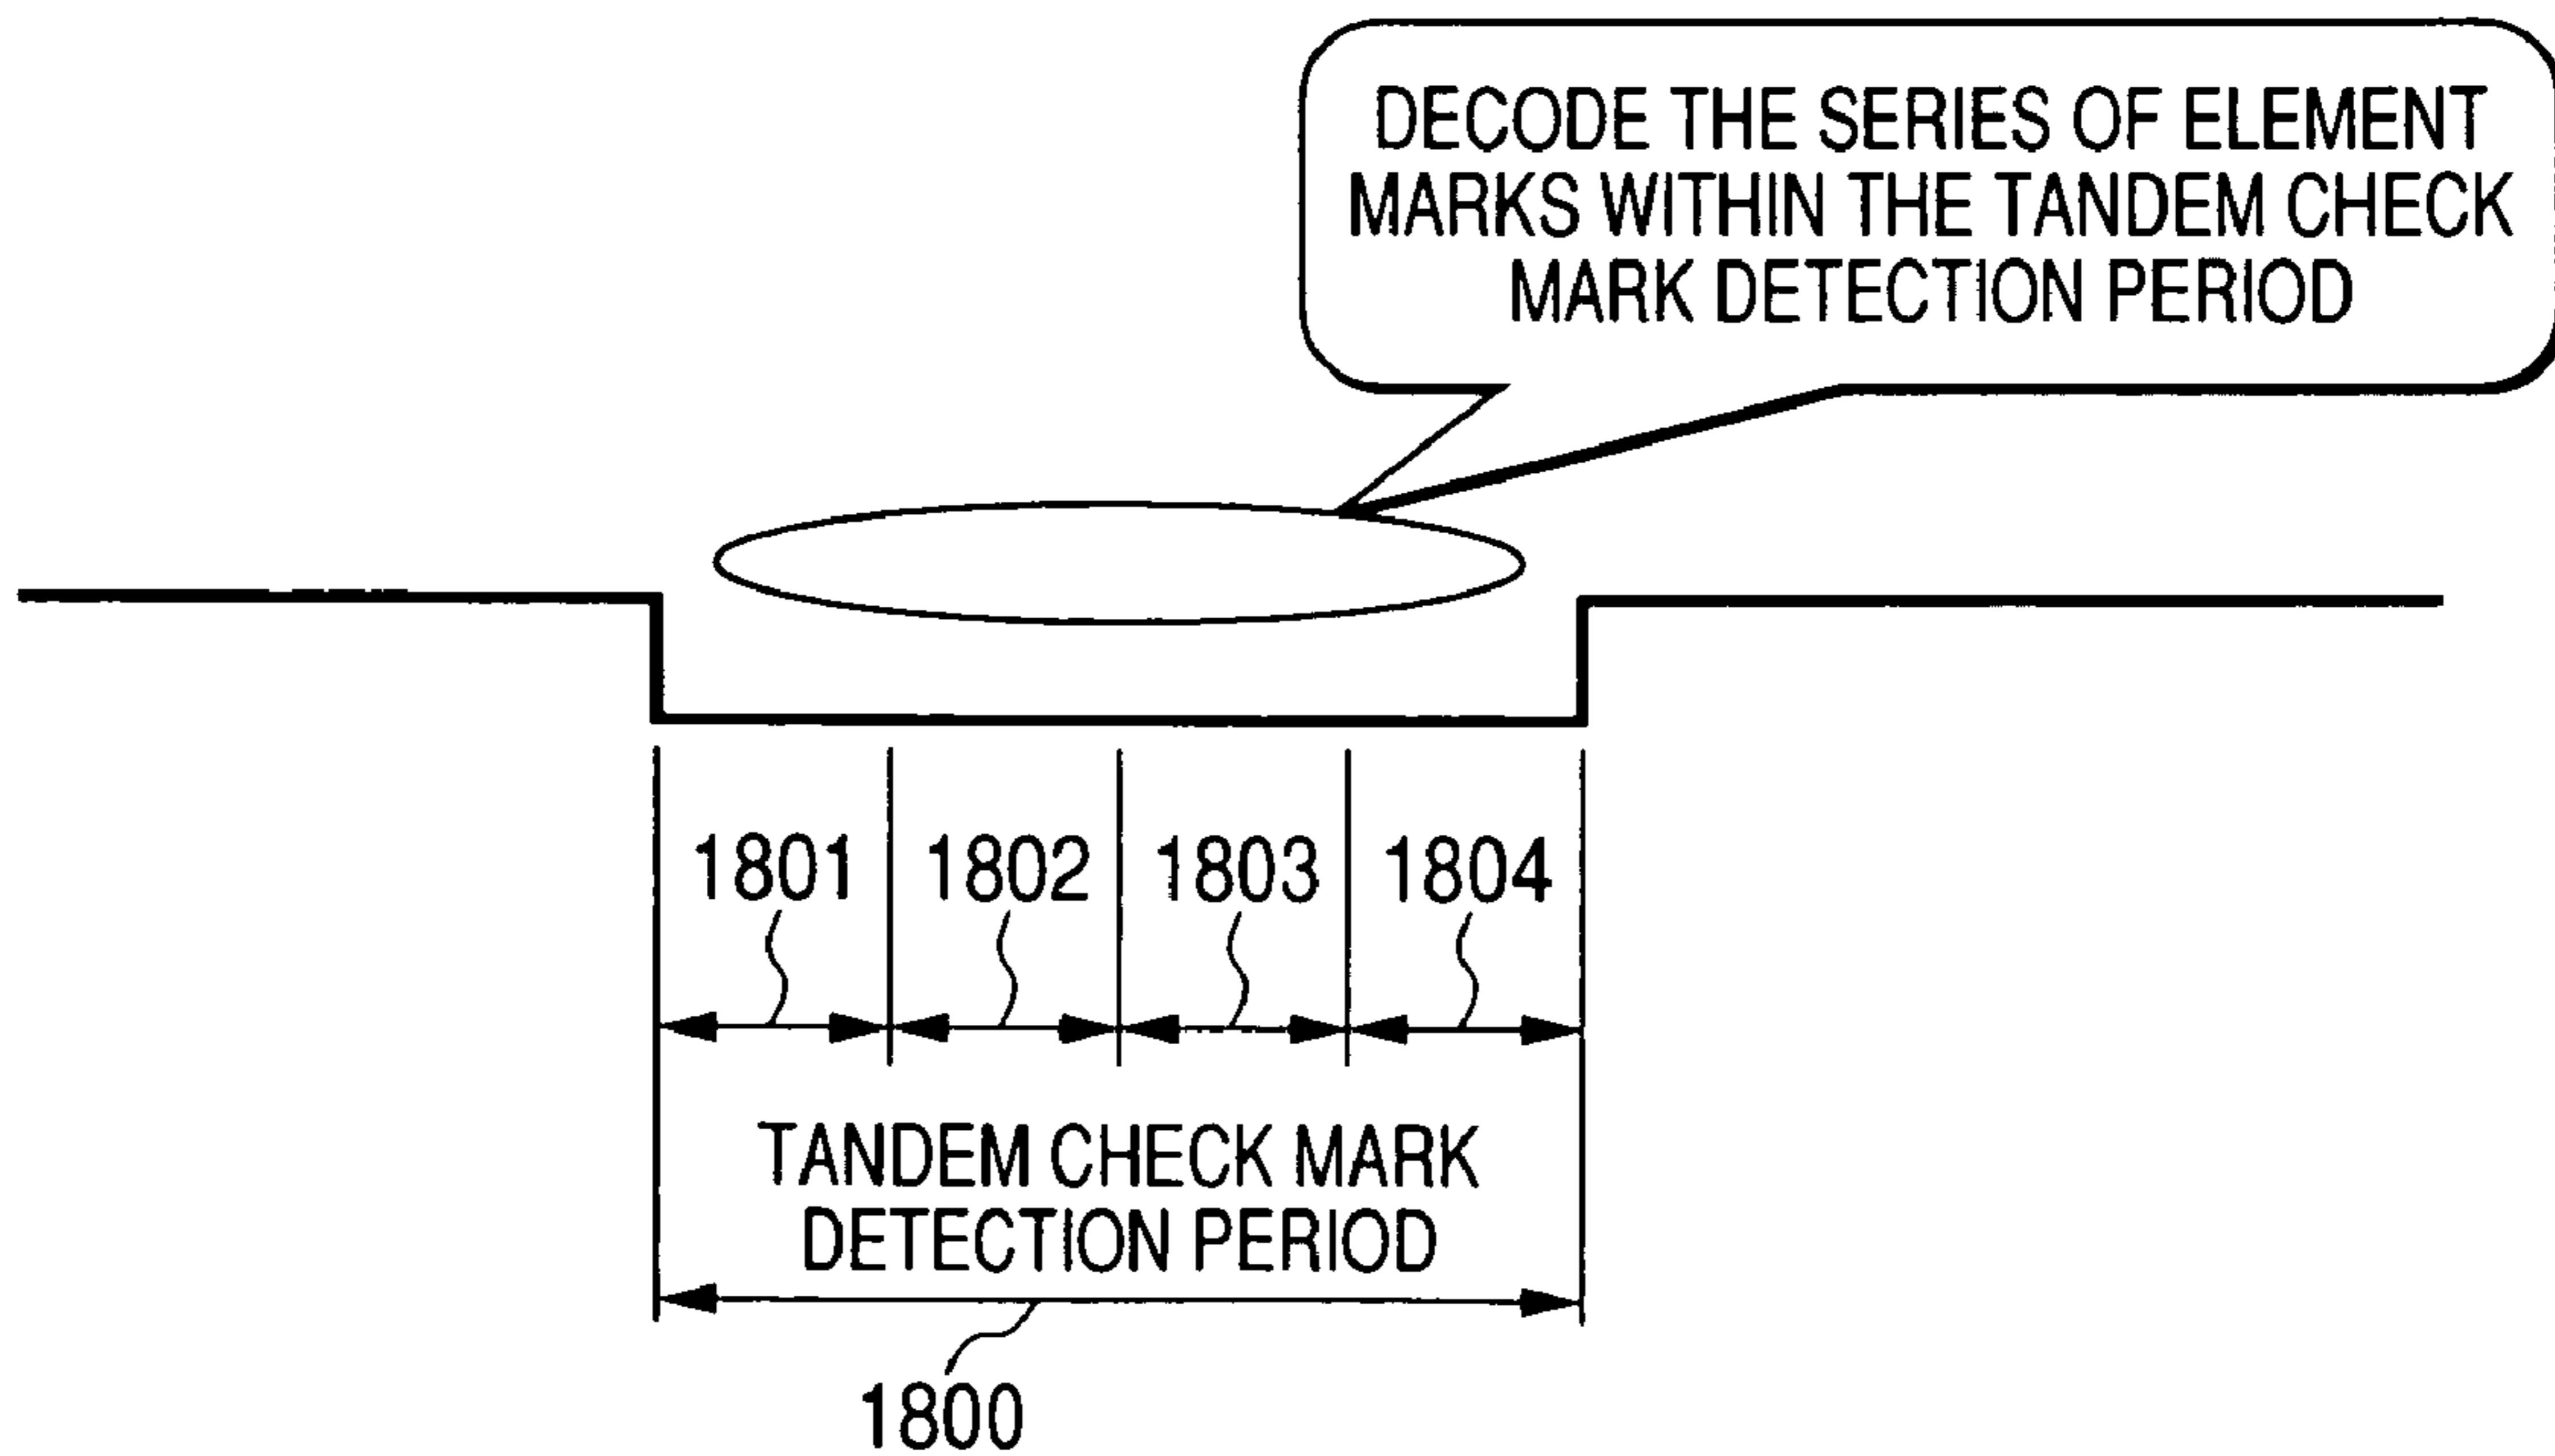 DECODE THE SERIES OF ELEMENT
MARKS WITHIN THE TANDEM CHECK
MARK DETECTION PERIOD
1801 1802 1803 1804
TANDEM CHECK MARK
DETECTION PERIOD
1800